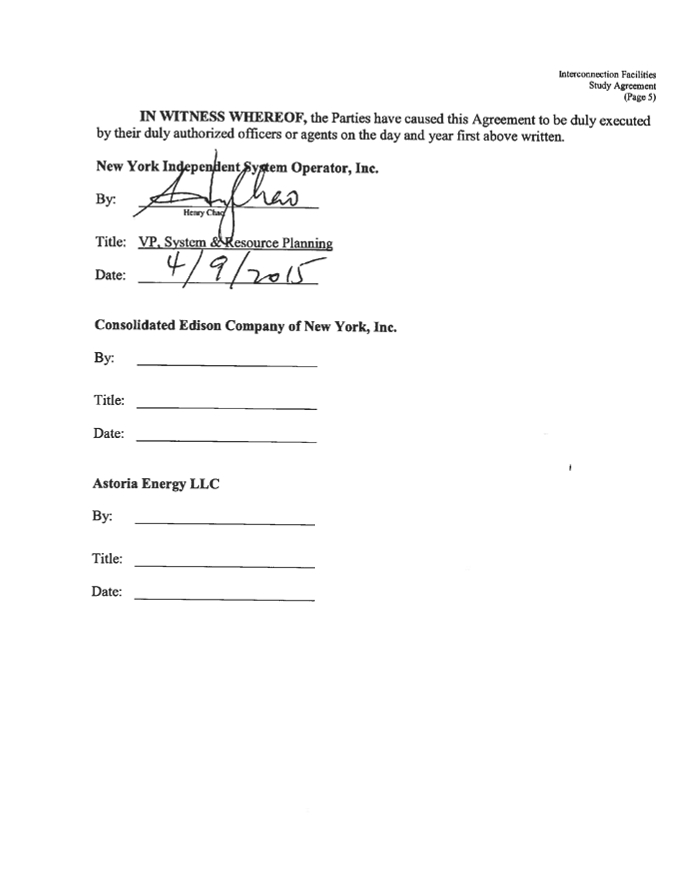 Interconnection Facilities
Study Agreement
(Page 5)
IN WITNESS WHEREOF, the Parties have caused this Agreement to be duly executed
by their duly authorized officers or agents on the day and year first above written.
New York Independent System Operator, Inc.
By:
Henry Chao
Title: VP, System & Resource Planning
Date: 4/9/2015
Consolidated Edison Company of New York, Inc.
By:
Title:
Date:
Astoria Energy LLC
By:
Title:
Date: